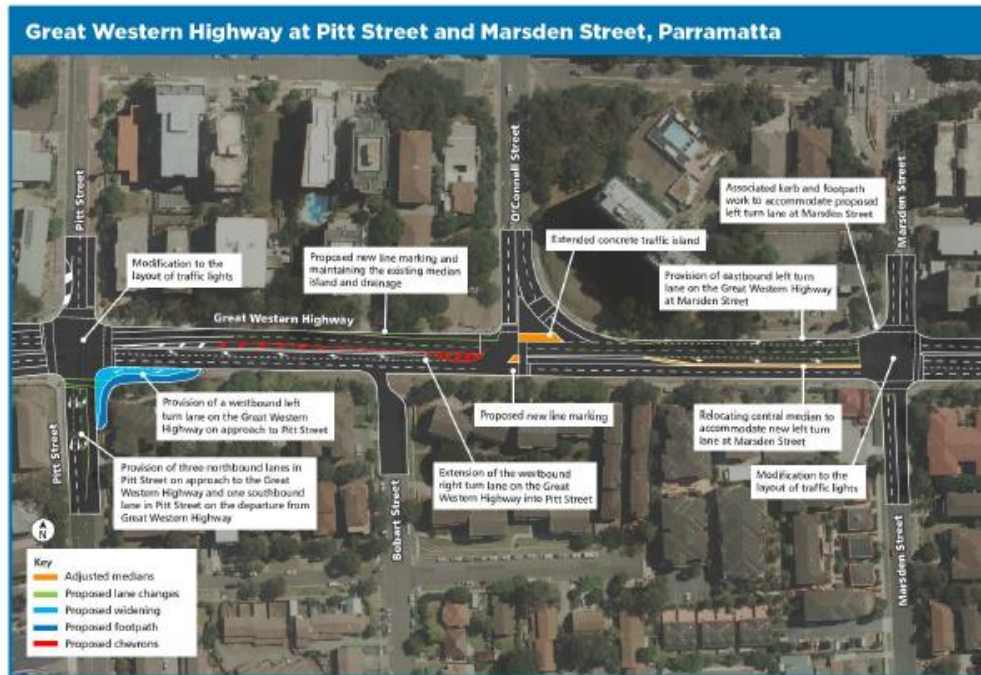 Great Western Highway at Pitt Street and Marsden Street, Parramatta
Pitt Street
O'Connell Street
Marsden Street
Associated kerb and footpath
work to accommodate proposed
left turn lane at Marsden Street
Extended concrete traffic island
Modification to the
layout of traffic lights
Proposed new line marking and
maintaining the existing median
island and drainage
Provision of eastbound left turn
lane on the Great Western Highway
at Marsden Street
Great Western Highway
Provision of a westbound left
turn lane on the Great Western
Highway on approach to Pitt Street
Proposed new line marking
Relocating central median to
accommodate new left turn
lane at Marsden Street
Pitt Street
Provision of three northbound lanes in
Pitt Street on approach to the Great
Western Highway and one southbound
lane in Pitt Street on the departure from
Great Western Highway
Extension of the westbound
right turn lane on the Great
Western Highway into Pitt Street
Modification to the
layout of traffic lights
Bobart Street
Marsden Street
N
Key
Adjusted medians
Proposed lane changes
Proposed widening
Proposed footpath
Proposed chevrons